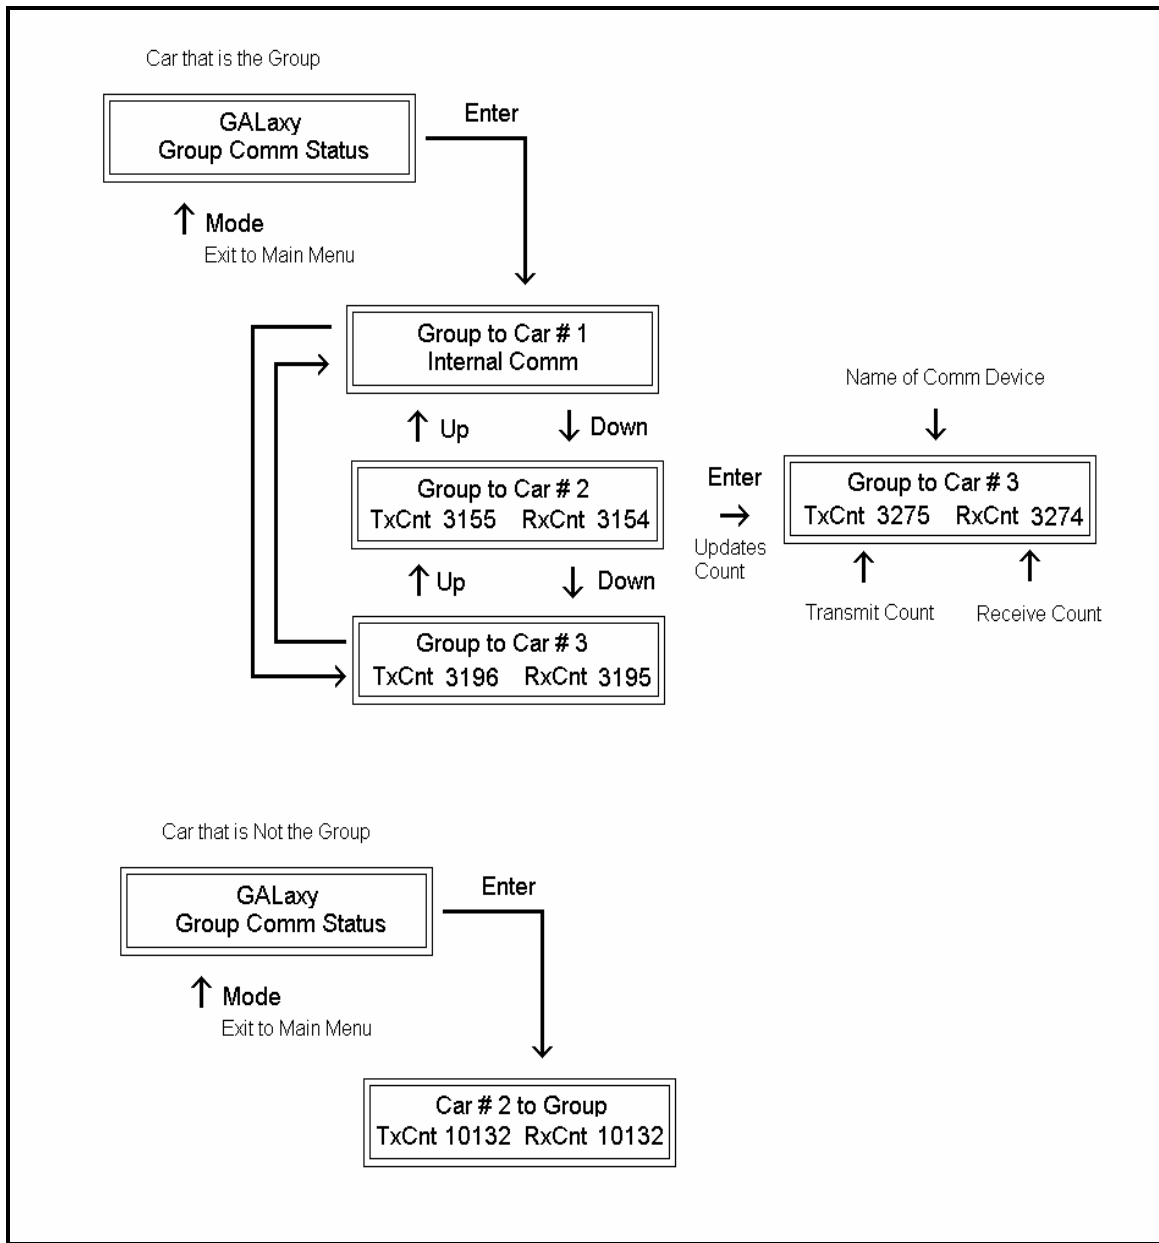 Car that is the Group
GALaxy
Group Comm Status
Enter
↑ Mode
Exit to Main Menu
Group to Car # 1
Internal Comm
↑ Up ↓ Down
Name of Comm Device
↓
Group to Car # 2
TxCnt 3155 RxCnt 3154
Enter
→
Updates
Count
Group to Car # 3
TxCnt 3275 RxCnt 3274
↑ ↑
Transmit Count Receive Count
↑ Up ↓ Down
Group to Car # 3
TxCnt 3196 RxCnt 3195
Car that is Not the Group
GALaxy
Group Comm Status
Enter
↑ Mode
Exit to Main Menu
Car # 2 to Group
TxCnt 10132 RxCnt 10132